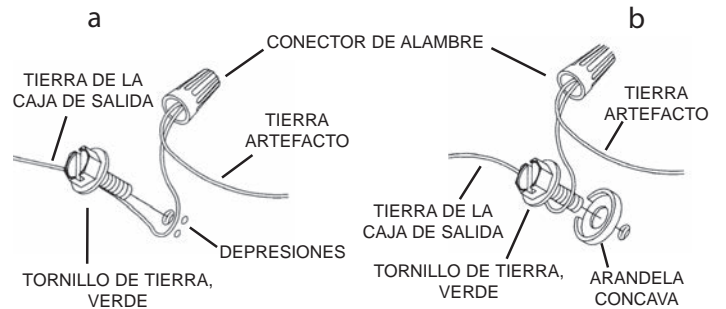 a
b
CONECTOR DE ALAMBRE
TIERRA DE LA
CAJA DE SALIDA
TIERRA
ARTEFACTO
DEPRESIONES
TORNILLO DE TIERRA,
VERDE
TIERRA
ARTEFACTO
TIERRA DE LA
CAJA DE SALIDA
TORNILLO DE TIERRA,
VERDE
ARANDELA
CONCAVA